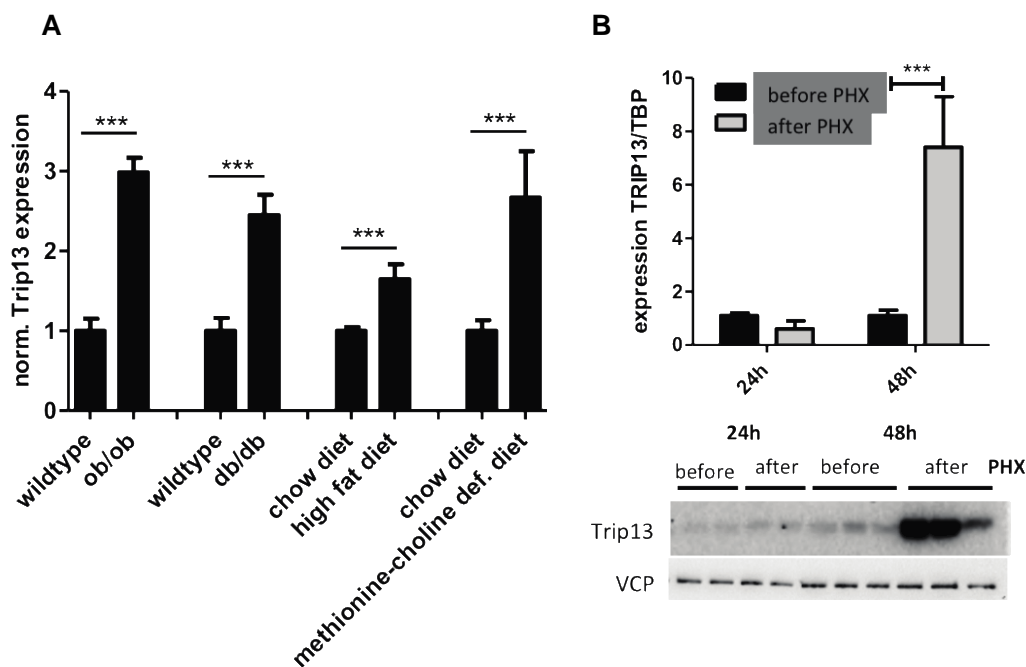 A
norm. Trip13 expression
4
3
2
1
0
***
***
***
***
wildtype
ob/ob
wildtype
db/db
chow diet
high fat diet
chow diet
methionine-choline def. diet
B
expression TRIP13/TBP
10
8
6
4
2
0
before PHX
after PHX
***
24h
48h
24h
48h
before after before after PHX
Trip13
VCP